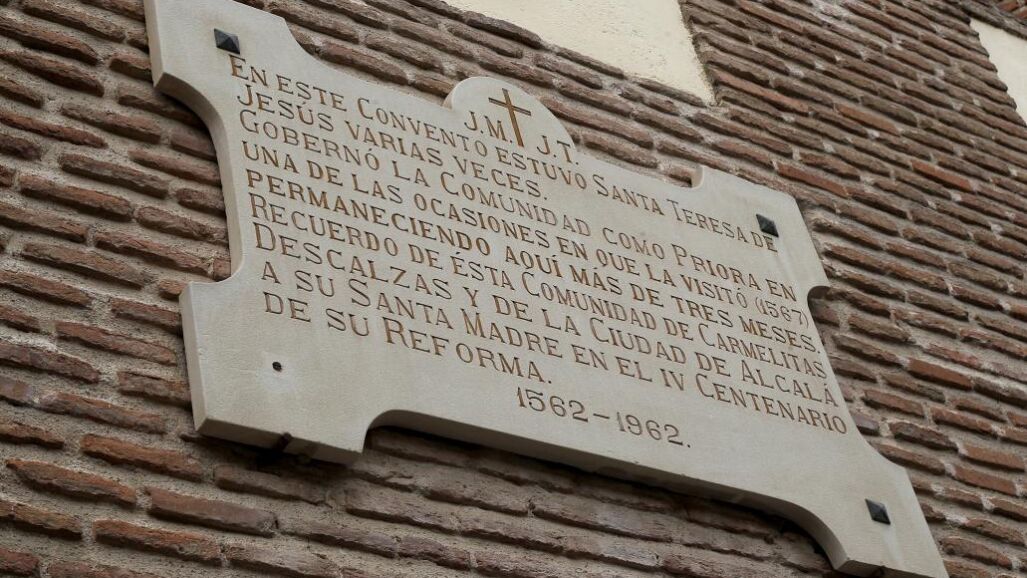 J.M. J.T.
EN ESTE CONVENTO ESTUVO SANTA TERESA DE
JESÚS VARIAS VECES.
GOBERNÓ LA COMUNIDAD COMO PRIORA EN
UNA DE LAS OCASIONES EN QUE LA VISITÓ (1567)
PERMANECIENDO AQUÍ MÁS DE TRES MESES.
RECUERDO DE ÉSTA COMUNIDAD DE CARMELITAS
DESCALZAS Y DE LA CIUDAD DE ALCALÁ
A SU SANTA MADRE EN EL IV CENTENARIO
DE SU REFORMA.
1562-1962.